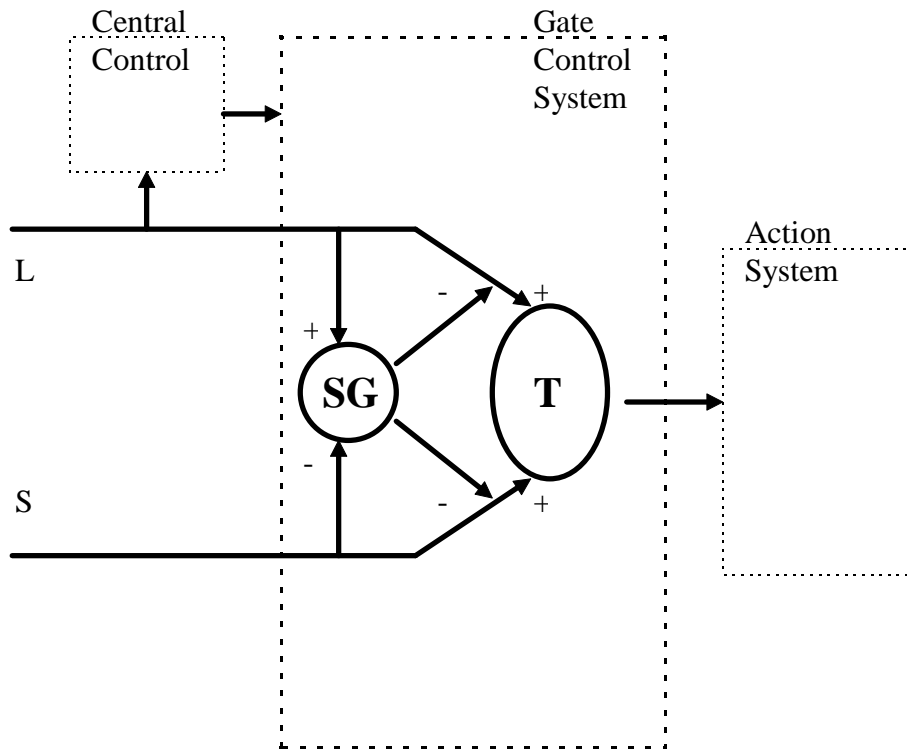 Central
Control
Gate
Control
System
L
Action
System
- +
+
SG
T
-
S
- +